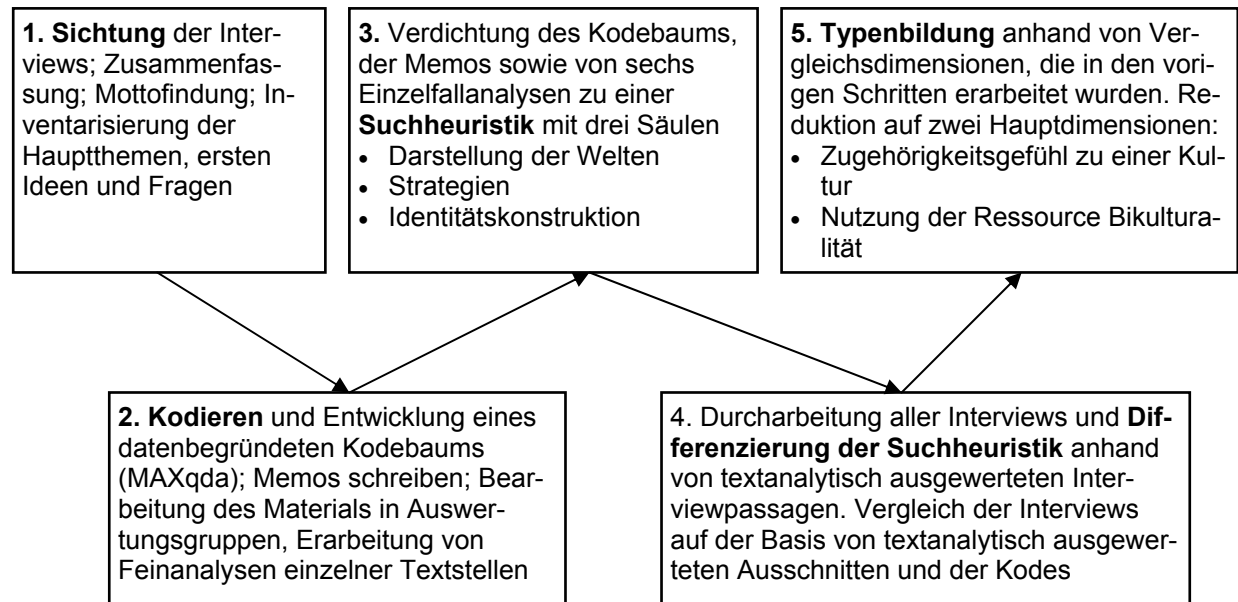 1. Sichtung der Inter-
views; Zusammenfas-
sung; Mottofindung; In-
ventarisierung der
Hauptthemen, ersten
Ideen und Fragen
2. Kodieren und Entwicklung eines
datenbegründeten Kodebaums
(MAXqda); Memos schreiben; Bear-
beitung des Materials in Auswer-
tungsgruppen, Erarbeitung von
Feinanalysen einzelner Textstellen
3. Verdichtung des Kodebaums,
der Memos sowie von sechs
Einzelfallanalysen zu einer
Suchheuristik mit drei Säulen
• Darstellung der Welten
• Strategien
• Identitätskonstruktion
4. Durcharbeitung aller Interviews und Dif-
ferenzierung der Suchheuristik anhand
von textanalytisch ausgewerteten Inter-
viewpassagen. Vergleich der Interviews
auf der Basis von textanalytisch ausgewer-
teten Ausschnitten und der Kodes
5. Typenbildung anhand von Ver-
gleichsdimensionen, die in den vori-
gen Schritten erarbeitet wurden. Re-
duktion auf zwei Hauptdimensionen:
• Zugehörigkeitsgefühl zu einer Kul-
tur
• Nutzung der Ressource Bikultura-
lität